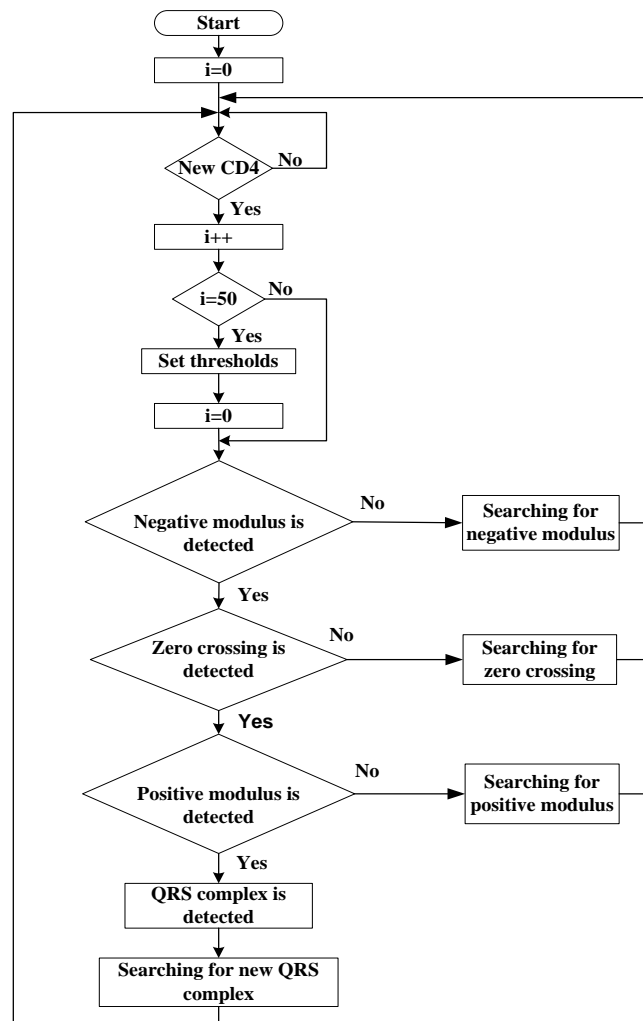 Start
i=0
New CD4
No
Yes
i++
i=50
No
Yes
Set thresholds
i=0
Negative modulus is
detected
No
Searching for
negative modulus
Yes
Zero crossing is
detected
No
Searching for
zero crossing
Yes
Positive modulus is
detected
No
Searching for
positive modulus
Yes
QRS complex is
detected
Searching for new QRS
complex